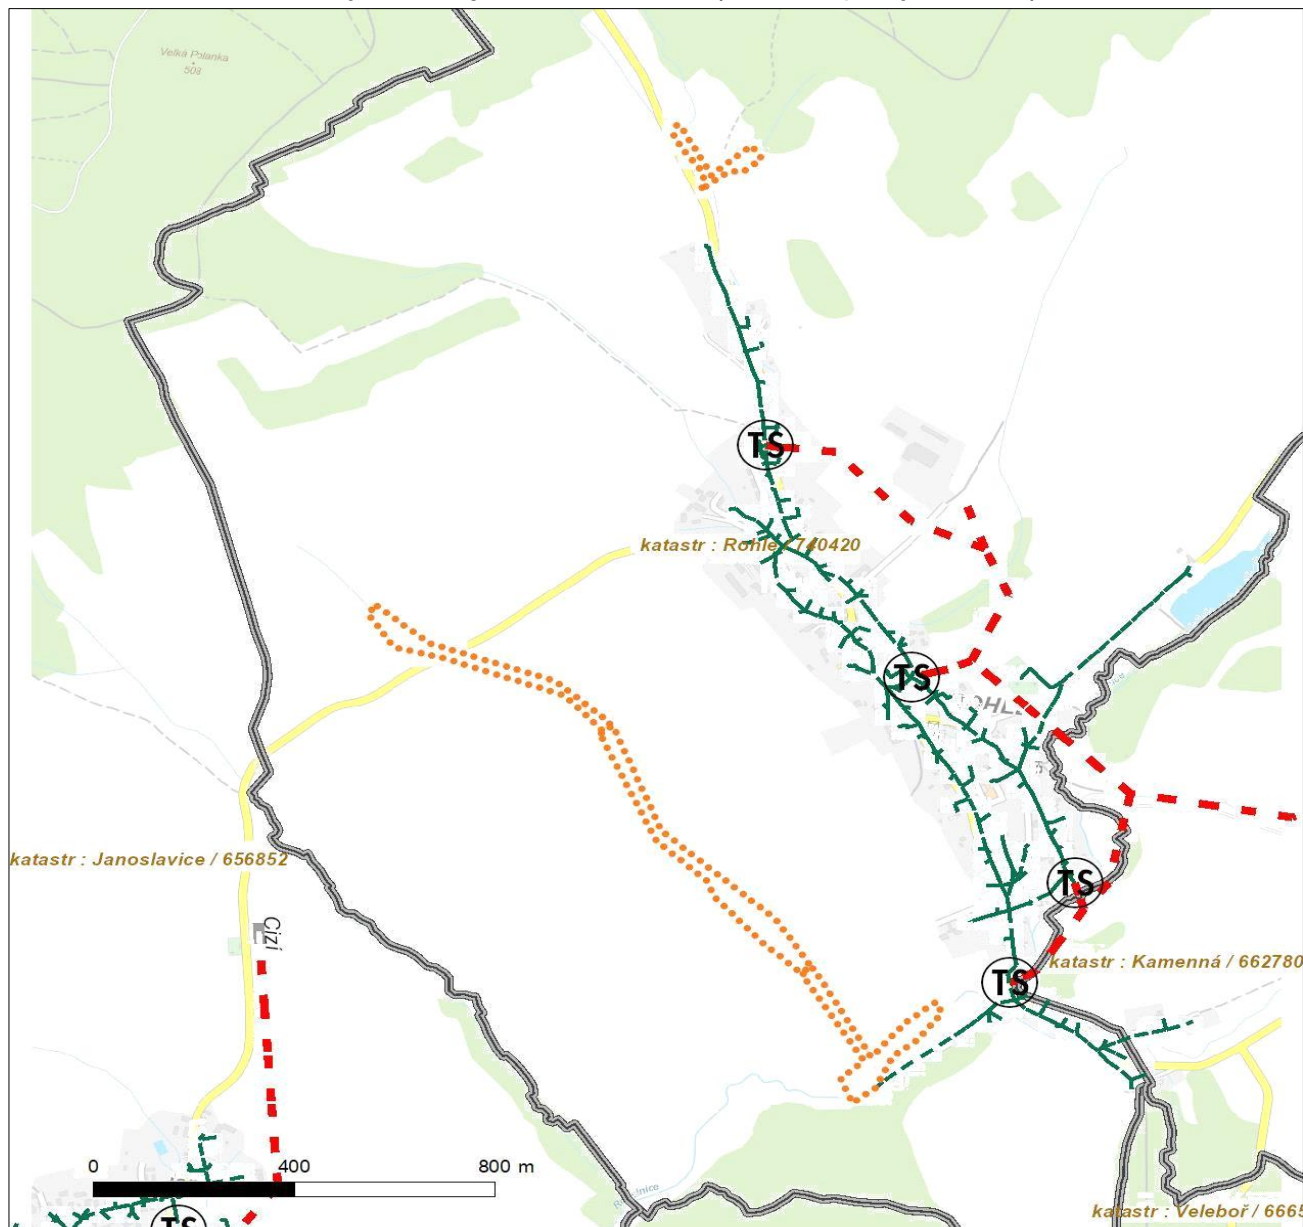 Velká Polanka
508
TS
katastr : Rohle / 740420
TS
katastr : Janoslavice / 656852
TS
Cizí
katastr : Kamenná / 662780
TS
0 400 800 m
katastr : Veleboř / 6665
TS